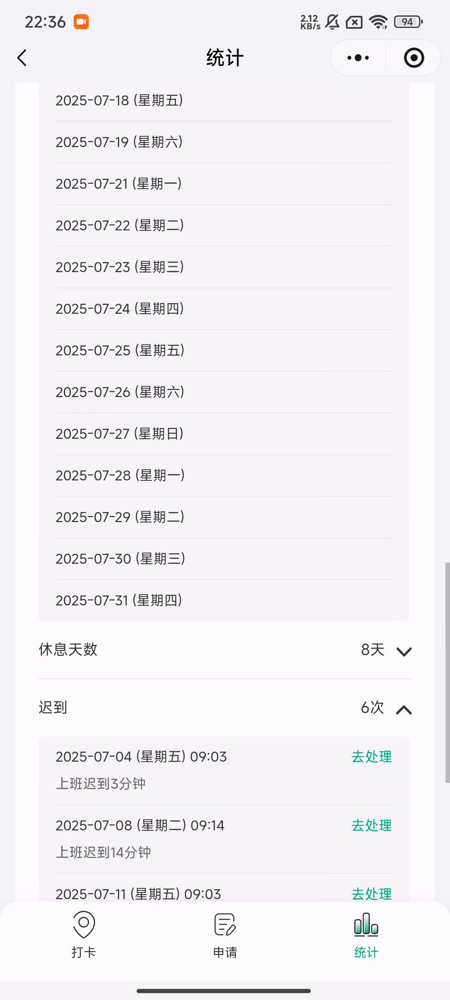 22:36
2.12
KB/s
94
统计
2025-07-18 (星期五)
2025-07-19 (星期六)
2025-07-21 (星期一)
2025-07-22 (星期二)
2025-07-23 (星期三)
2025-07-24 (星期四)
2025-07-25 (星期五)
2025-07-26 (星期六)
2025-07-27 (星期日)
2025-07-28 (星期一)
2025-07-29 (星期二)
2025-07-30 (星期三)
2025-07-31 (星期四)
休息天数 8天
迟到 6次
2025-07-04 (星期五) 09:03 去处理
上班迟到3分钟
2025-07-08 (星期二) 09:14 去处理
上班迟到14分钟
2025-07-11 (星期五) 09:03 去处理
打卡 申请 统计